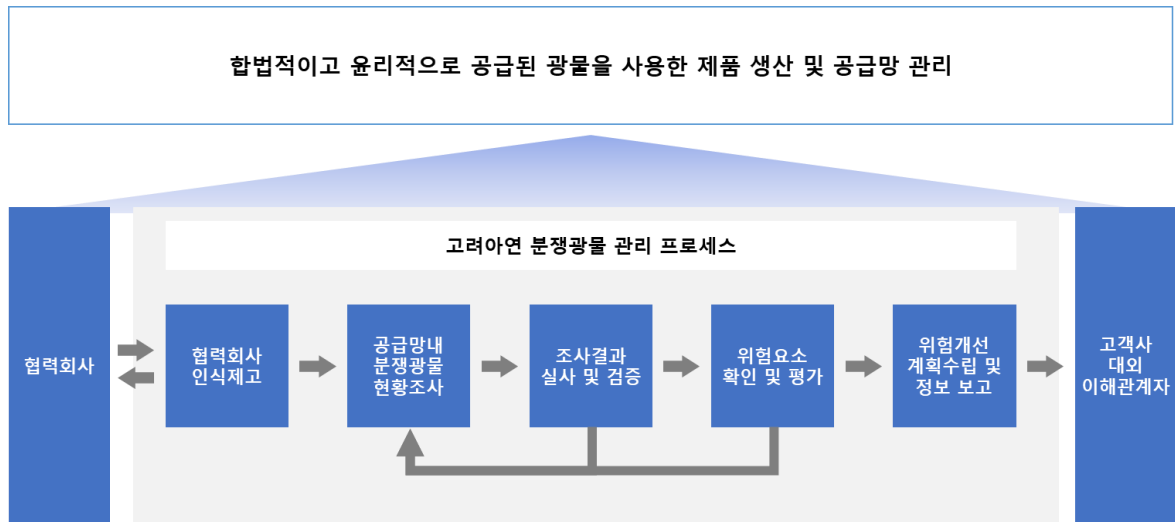 합법적이고 윤리적으로 공급된 광물을 사용한 제품 생산 및 공급망 관리
고려아연 분쟁광물 관리 프로세스
협력회사
협력회사
인식제고
공급망내
분쟁광물
현황조사
조사결과
실사 및 검증
위험요소
확인 및 평가
위험개선
계획수립 및
정보 보고
고객사
대외
이해관계자